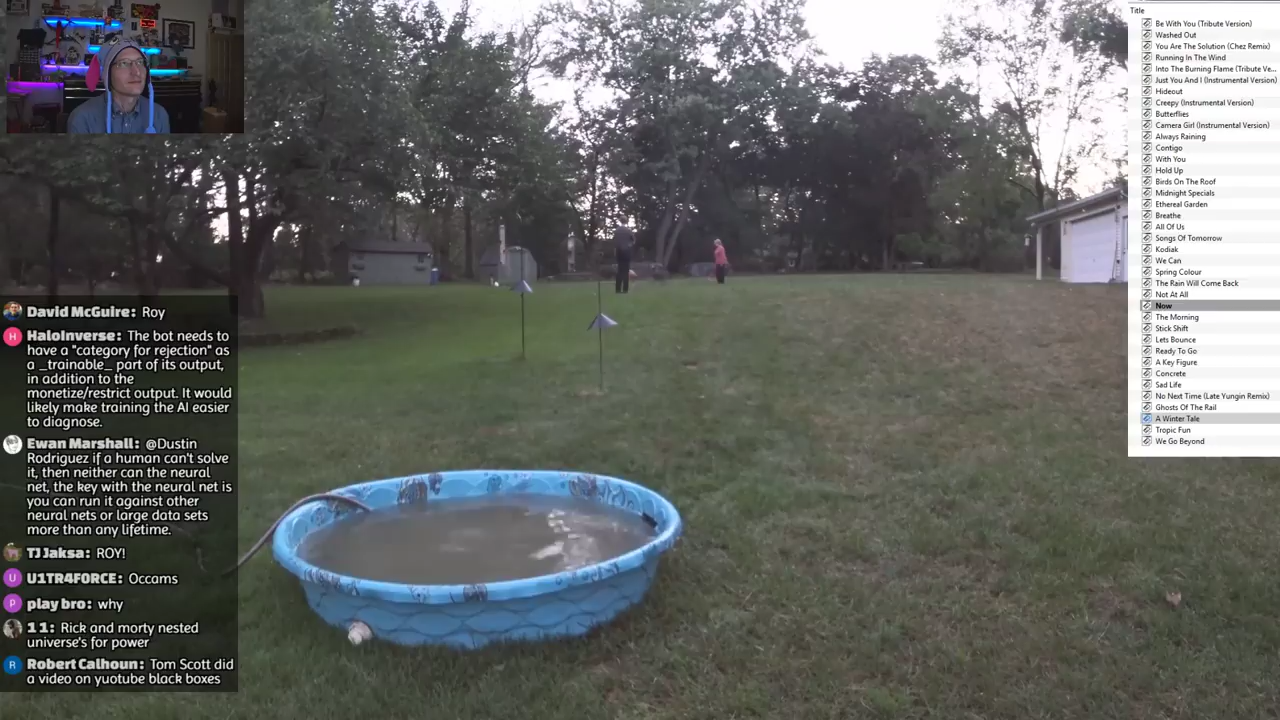 David McGuire: Roy
HaloInverse: The bot needs to
have a "category for rejection" as
a _trainable_ part of its output,
in addition to the
monetize/restrict output. It would
likely make training the AI easier
to diagnose.
Ewan Marshall: @Dustin
Rodriguez if a human can't solve
it, then neither can the neural
net, the key with the neural net is
you can run it against other
neural nets or large data sets
more than any lifetime.
TJ Jaksa: ROY!
U1TR4F0RCE: Occams
play bro: why
1 1: Rick and morty nested
universe's for power
Robert Calhoun: Tom Scott did
a video on yuotube black boxes
Title
Be With You (Tribute Version)
Washed Out
You Are The Solution (Chez Remix)
Running In The Wind
Into The Burning Flame (Tribute Ve...
Just You And I (Instrumental Version)
Hideout
Creepy (Instrumental Version)
Butterflies
Camera Girl (Instrumental Version)
Always Raining
Contigo
With You
Hold Up
Birds On The Roof
Midnight Specials
Ethereal Garden
Breathe
All Of Us
Songs Of Tomorrow
Kodiak
We Can
Spring Colour
The Rain Will Come Back
Not At All
Now
The Morning
Stick Shift
Lets Bounce
Ready To Go
A Key Figure
Concrete
Sad Life
No Next Time (Late Yungin Remix)
Ghosts Of The Rail
A Winter Tale
Tropic Fun
We Go Beyond